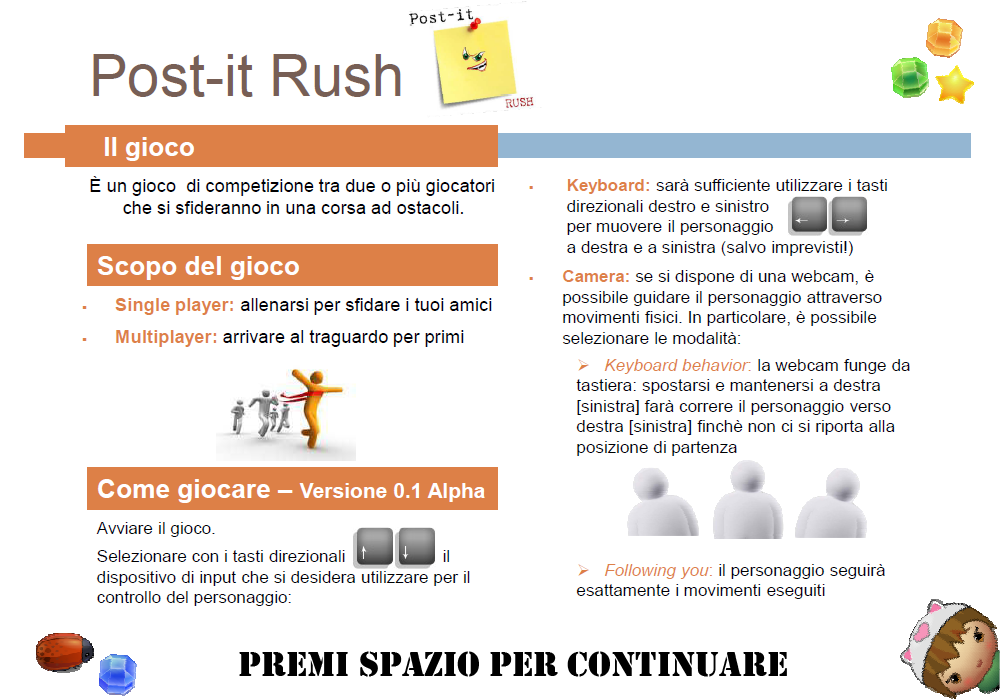 Post-it Rush
Post-it
RUSH
Il gioco
È un gioco di competizione tra due o più giocatori
che si sfideranno in una corsa ad ostacoli.
Scopo del gioco
▪ Single player: allenarsi per sfidare i tuoi amici
▪ Multiplayer: arrivare al traguardo per primi
Come giocare – Versione 0.1 Alpha
Avviare il gioco.
Selezionare con i tasti direzionali ↑ ↓ il
dispositivo di input che si desidera utilizzare per il
controllo del personaggio:
▪ Keyboard: sarà sufficiente utilizzare i tasti
direzionali destro e sinistro
per muovere il personaggio ← →
a destra e a sinistra (salvo imprevisti!)
▪ Camera: se si dispone di una webcam, è
possibile guidare il personaggio attraverso
movimenti fisici. In particolare, è possibile
selezionare le modalità:
➢ Keyboard behavior: la webcam funge da
tastiera: spostarsi e mantenersi a destra
[sinistra] farà correre il personaggio verso
destra [sinistra] finchè non ci si riporta alla
posizione di partenza
➢ Following you: il personaggio seguirà
esattamente i movimenti eseguiti
PREMI SPAZIO PER CONTINUARE